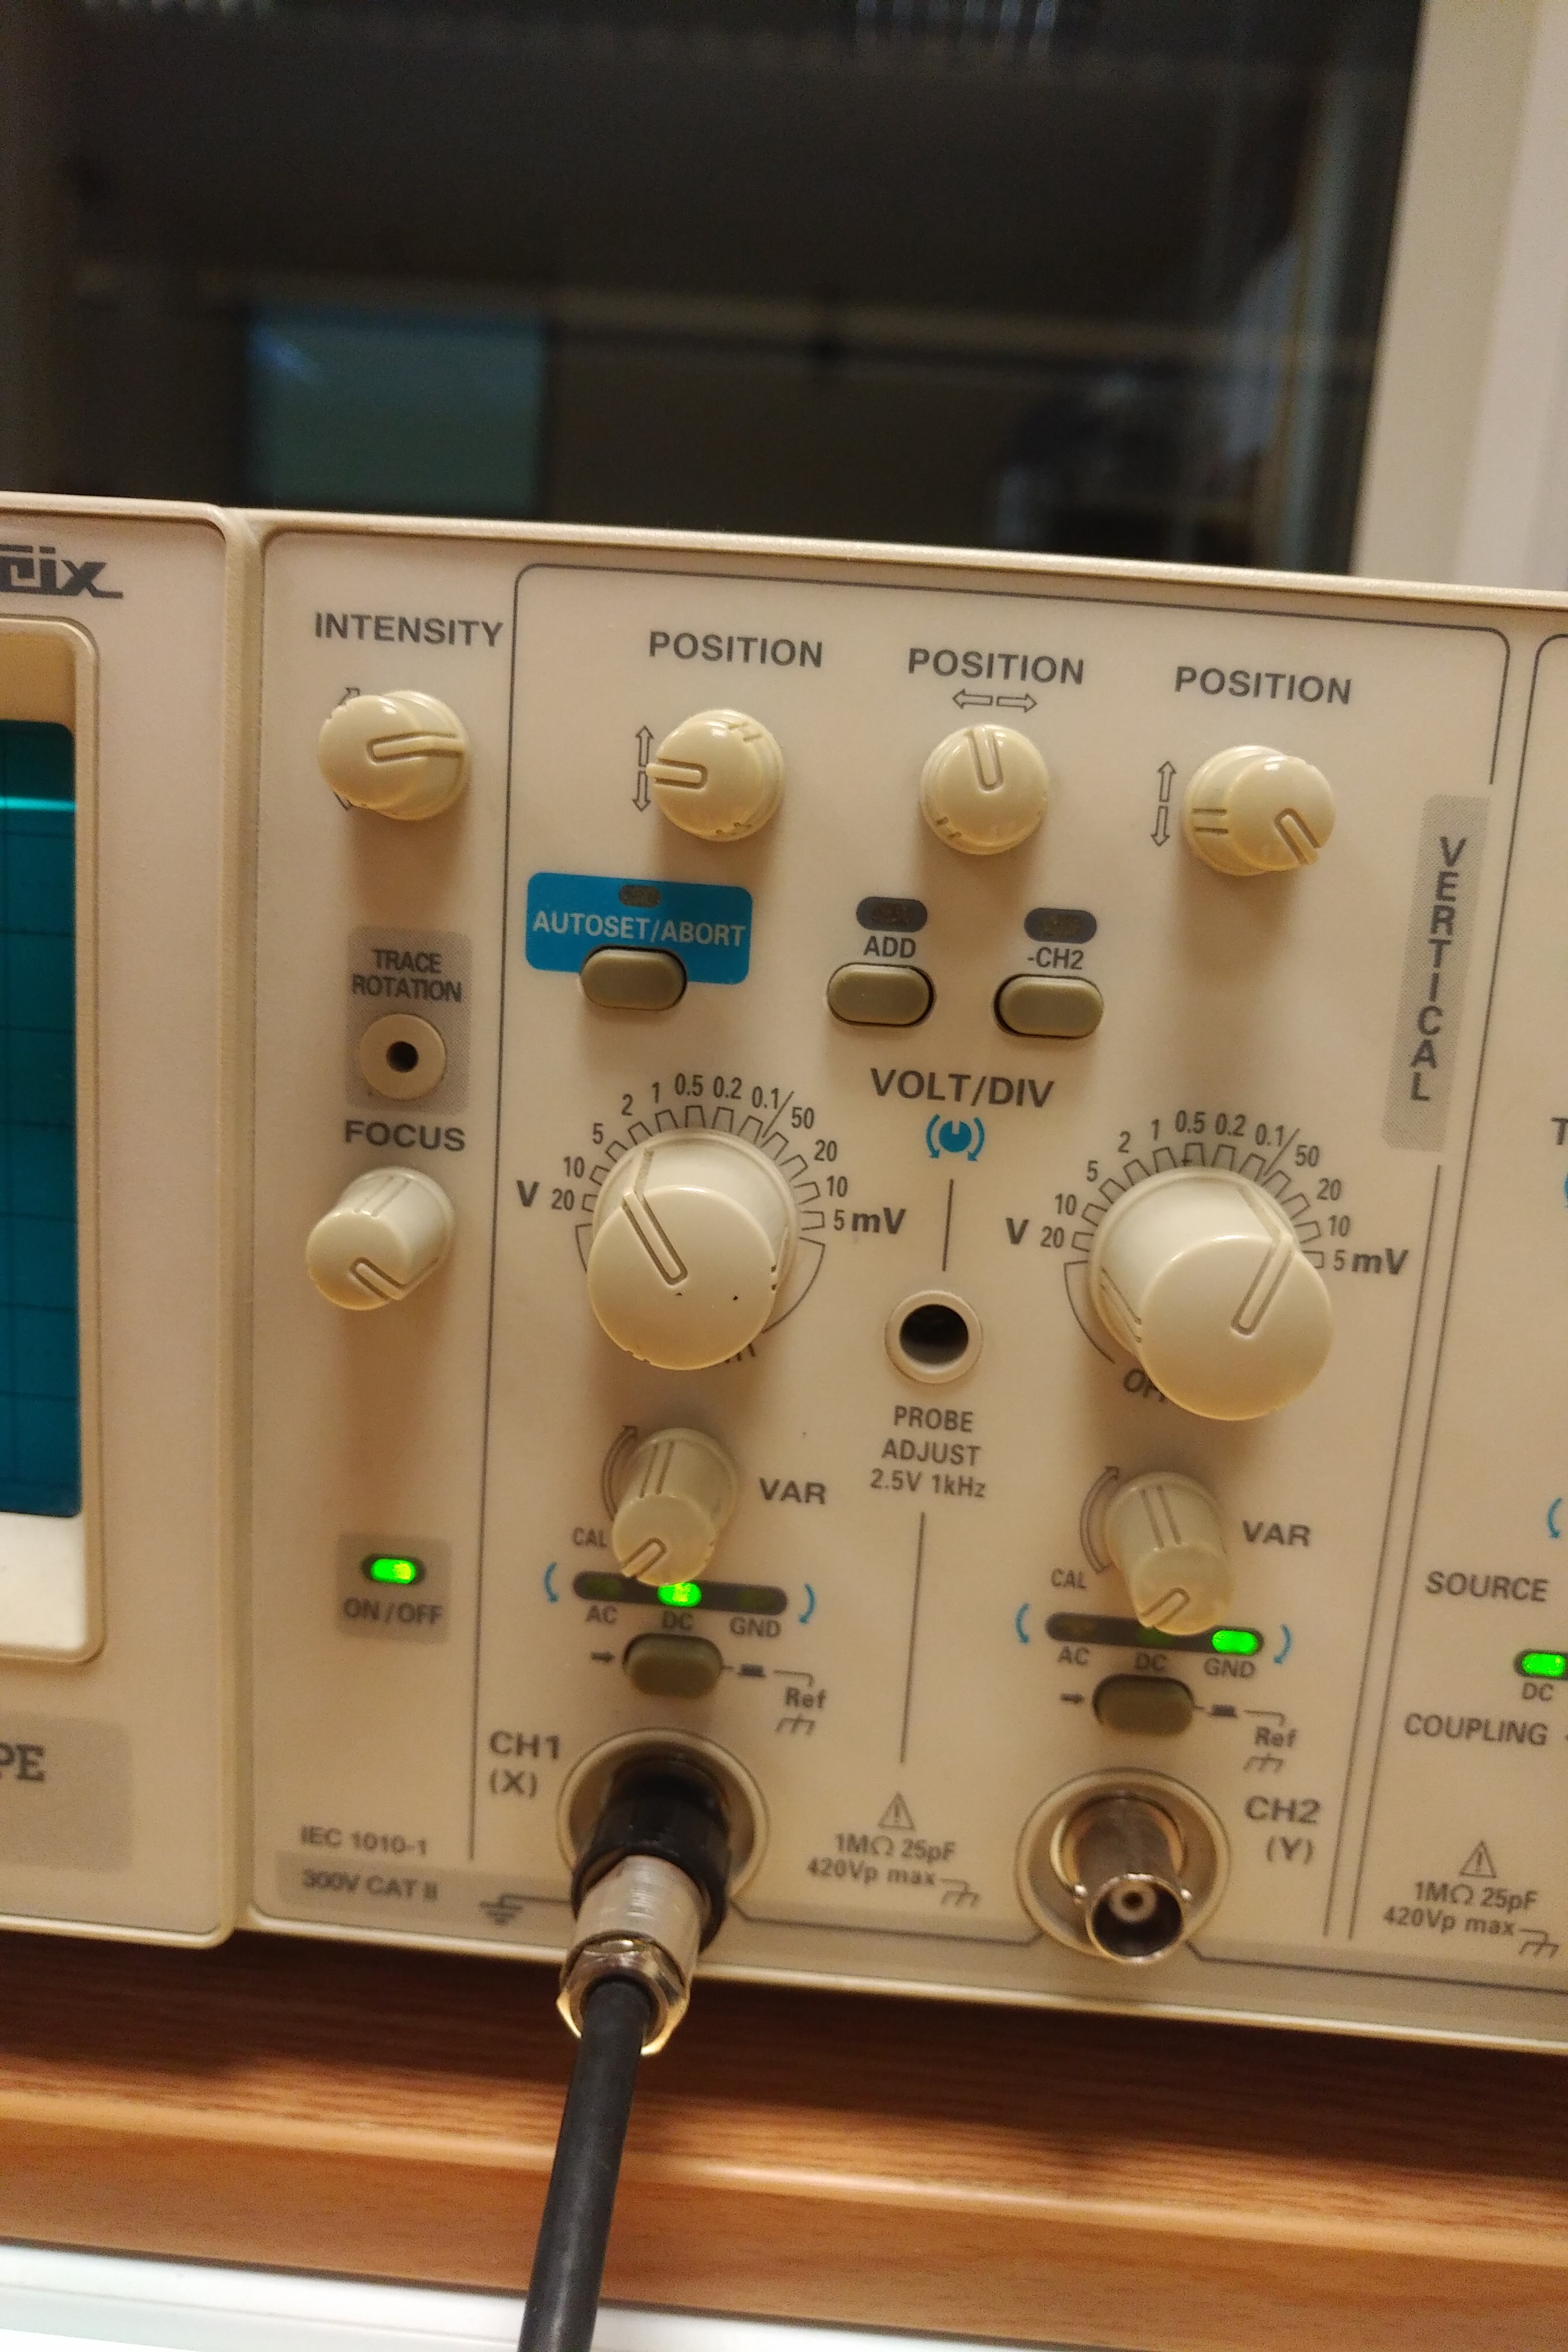 INTENSITY
POSITION
POSITION
POSITION
AUTOSET/ABORT
ADD
-CH2
VERTICAL
TRACE
ROTATION
FOCUS
VOLT/DIV
V 20 10 5 2 1 0.5 0.2 0.1 50 20 10 5 mV
V 20 10 5 2 1 0.5 0.2 0.1 50 20 10 5 mV
PROBE
ADJUST
2.5V 1kHz
VAR
CAL
VAR
CAL
ON/OFF
AC DC GND
AC DC GND
Ref
Ref
SOURCE
DC
COUPLING
CH1
(X)
CH2
(Y)
1MΩ 25pF
420Vp max
1MΩ 25pF
420Vp max
IEC 1010-1
300V CAT II